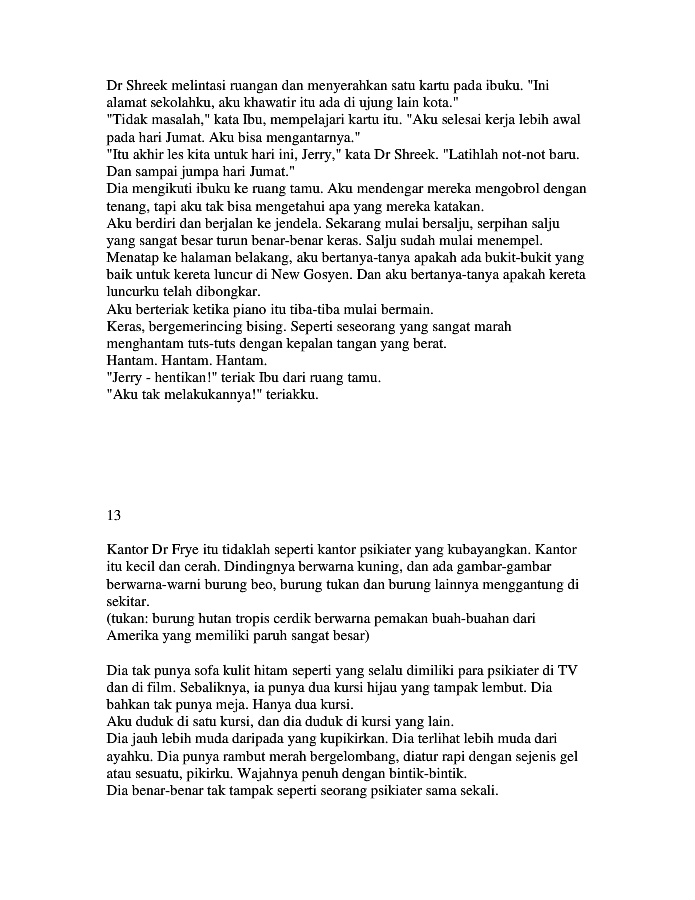 Dr Shreek melintasi ruangan dan menyerahkan satu kartu pada ibuku. "Ini
alamat sekolahku, aku khawatir itu ada di ujung lain kota."
"Tidak masalah," kata Ibu, mempelajari kartu itu. "Aku selesai kerja lebih awal
pada hari Jumat. Aku bisa mengantarnya."
"Itu akhir les kita untuk hari ini, Jerry," kata Dr Shreek. "Latihlah not-not baru.
Dan sampai jumpa hari Jumat."
Dia mengikuti ibuku ke ruang tamu. Aku mendengar mereka mengobrol dengan
tenang, tapi aku tak bisa mengetahui apa yang mereka katakan.
Aku berdiri dan berjalan ke jendela. Sekarang mulai bersalju, serpihan salju
yang sangat besar turun benar-benar keras. Salju sudah mulai menempel.
Menatap ke halaman belakang, aku bertanya-tanya apakah ada bukit-bukit yang
baik untuk kereta luncur di New Gosyen. Dan aku bertanya-tanya apakah kereta
luncurku telah dibongkar.
Aku berteriak ketika piano itu tiba-tiba mulai bermain.
Keras, bergemerincing bising. Seperti seseorang yang sangat marah
menghantam tuts-tuts dengan kepalan tangan yang berat.
Hantam. Hantam. Hantam.
"Jerry - hentikan!" teriak Ibu dari ruang tamu.
"Aku tak melakukannya!" teriakku.
13
Kantor Dr Frye itu tidaklah seperti kantor psikiater yang kubayangkan. Kantor
itu kecil dan cerah. Dindingnya berwarna kuning, dan ada gambar-gambar
berwarna-warni burung beo, burung tukan dan burung lainnya menggantung di
sekitar.
(tukan: burung hutan tropis cerdik berwarna pemakan buah-buahan dari
Amerika yang memiliki paruh sangat besar)
Dia tak punya sofa kulit hitam seperti yang selalu dimiliki para psikiater di TV
dan di film. Sebaliknya, ia punya dua kursi hijau yang tampak lembut. Dia
bahkan tak punya meja. Hanya dua kursi.
Aku duduk di satu kursi, dan dia duduk di kursi yang lain.
Dia jauh lebih muda daripada yang kupikirkan. Dia terlihat lebih muda dari
ayahku. Dia punya rambut merah bergelombang, diatur rapi dengan sejenis gel
atau sesuatu, pikirku. Wajahnya penuh dengan bintik-bintik.
Dia benar-benar tak tampak seperti seorang psikiater sama sekali.